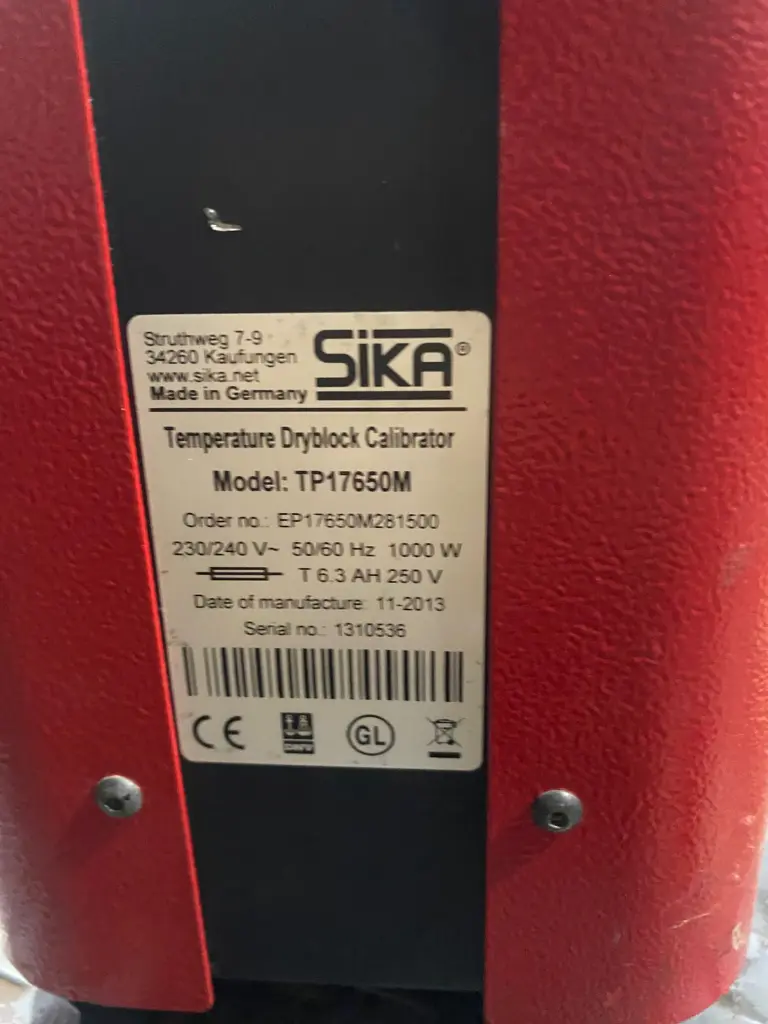 Struthweg 7-9
34260 Kaufungen
www.sika.net
Made in Germany
SiKA®
Temperature Dryblock Calibrator
Model: TP17650M
Order no.: EP17650M281500
230/240 V~ 50/60 Hz 1000 W
T 6.3 AH 250 V
Date of manufacture: 11-2013
Serial no.: 1310536
CE
GL